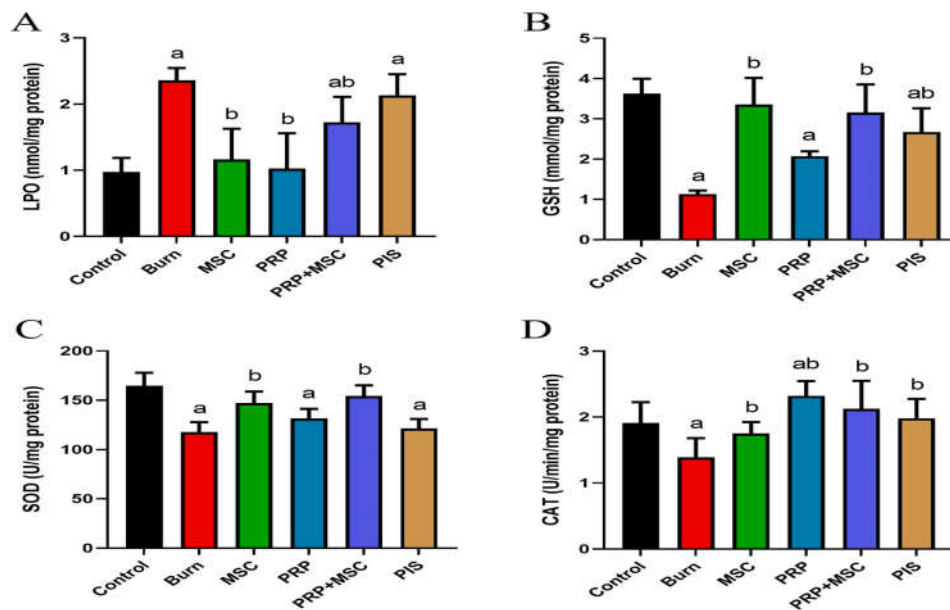 A
LPO (nmol/mg protein)
3
2
1
0
a
b
b
ab
a
Control
Burn
MSC
PRP
PRP+MSC
PIS
B
GSH (mmol/mg protein)
5
4
3
2
1
0
a
b
a
b
ab
Control
Burn
MSC
PRP
PRP+MSC
PIS
C
SOD (U/mg protein)
200
150
100
50
0
a
b
a
b
a
Control
Burn
MSC
PRP
PRP+MSC
PIS
D
CAT (U/min/mg protein)
3
2
1
0
a
b
ab
b
b
Control
Burn
MSC
PRP
PRP+MSC
PIS